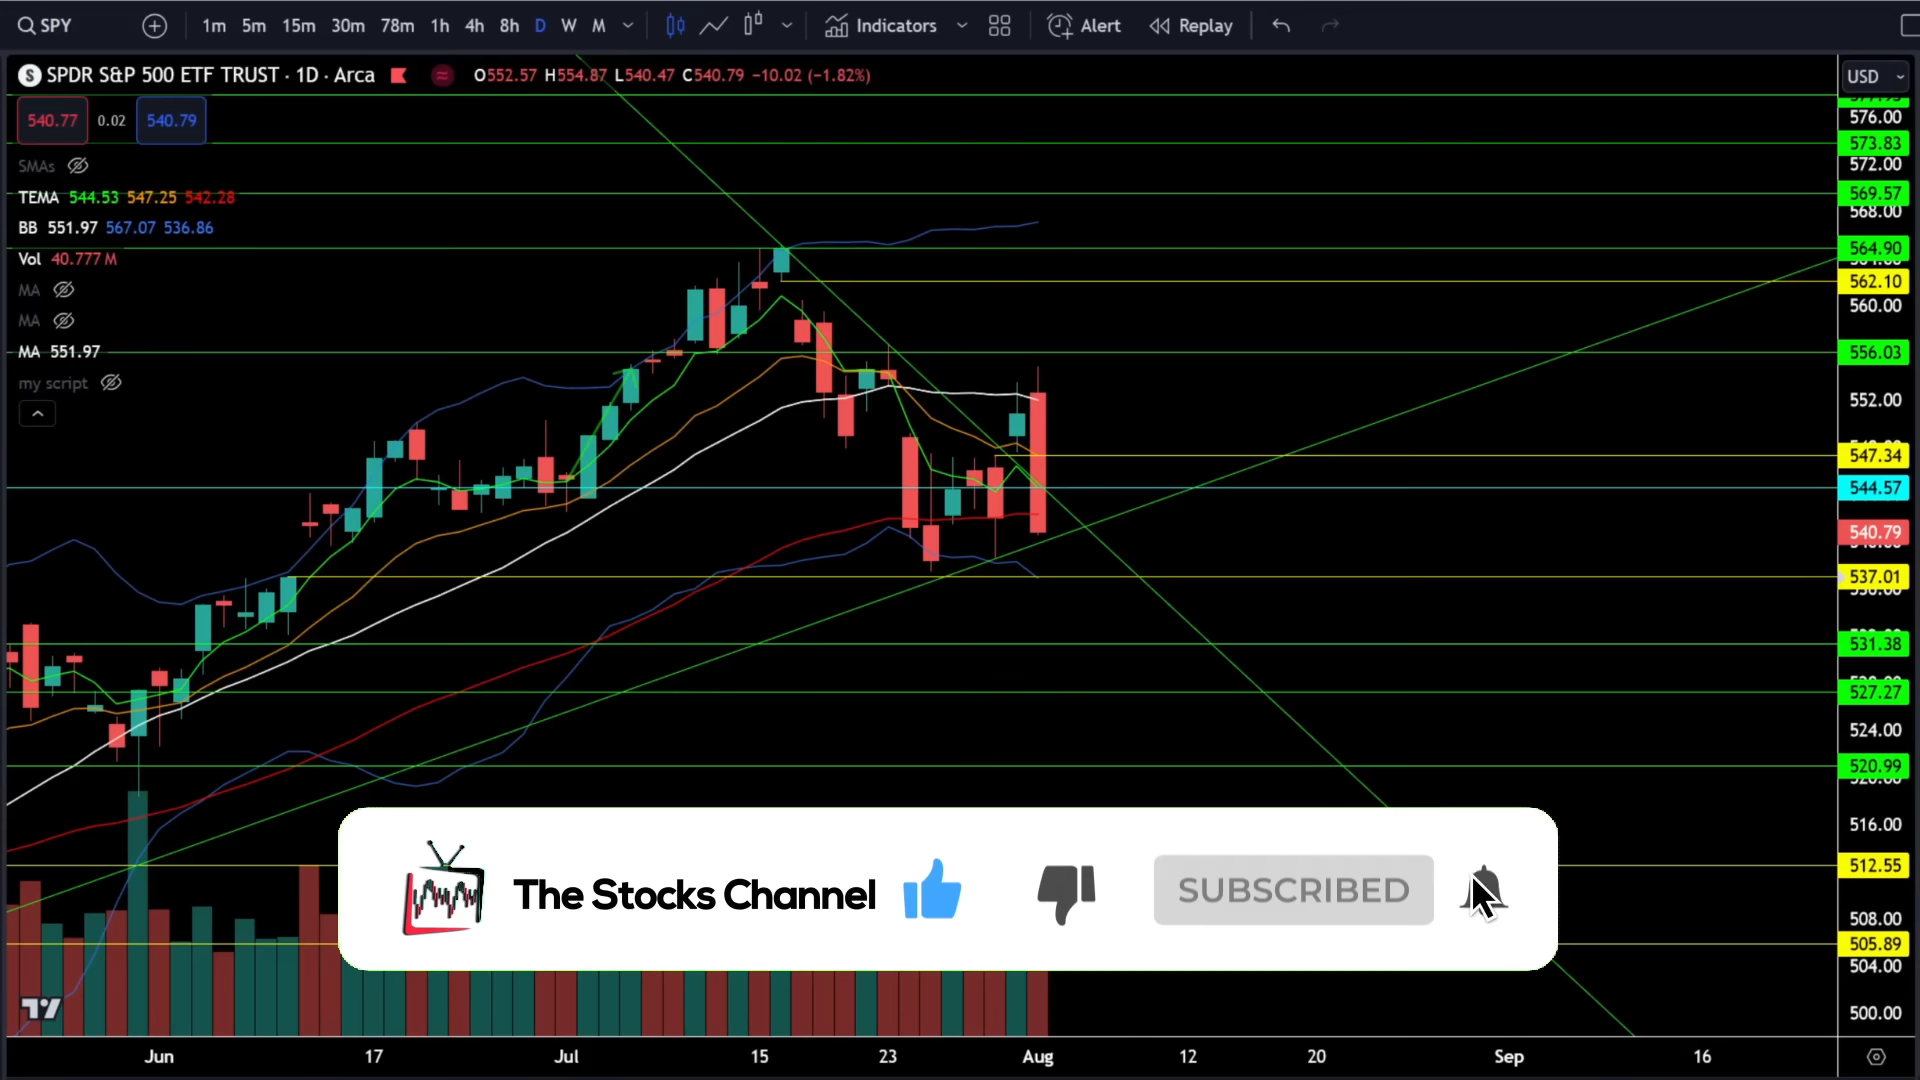 SPY 1m 5m 15m 30m 78m 1h 4h 8h D W M Indicators Alert Replay
S SPDR S&P 500 ETF TRUST · 1D · Arca O552.57 H554.87 L540.47 C540.79 −10.02 (−1.82%)
USD
540.77 0.02 540.79
SMAs
TEMA 544.53 547.25 542.28
BB 551.97 567.07 536.86
Vol 40.777 M
MA
MA
MA 551.97
my script
576.00
573.83
572.00
569.57
568.00
564.90
562.10
560.00
556.03
552.00
547.34
544.57
540.79
537.01
531.38
527.27
524.00
520.99
516.00
512.55
508.00
505.89
504.00
500.00
The Stocks Channel SUBSCRIBED
Jun 17 Jul 15 23 Aug 12 20 Sep 16